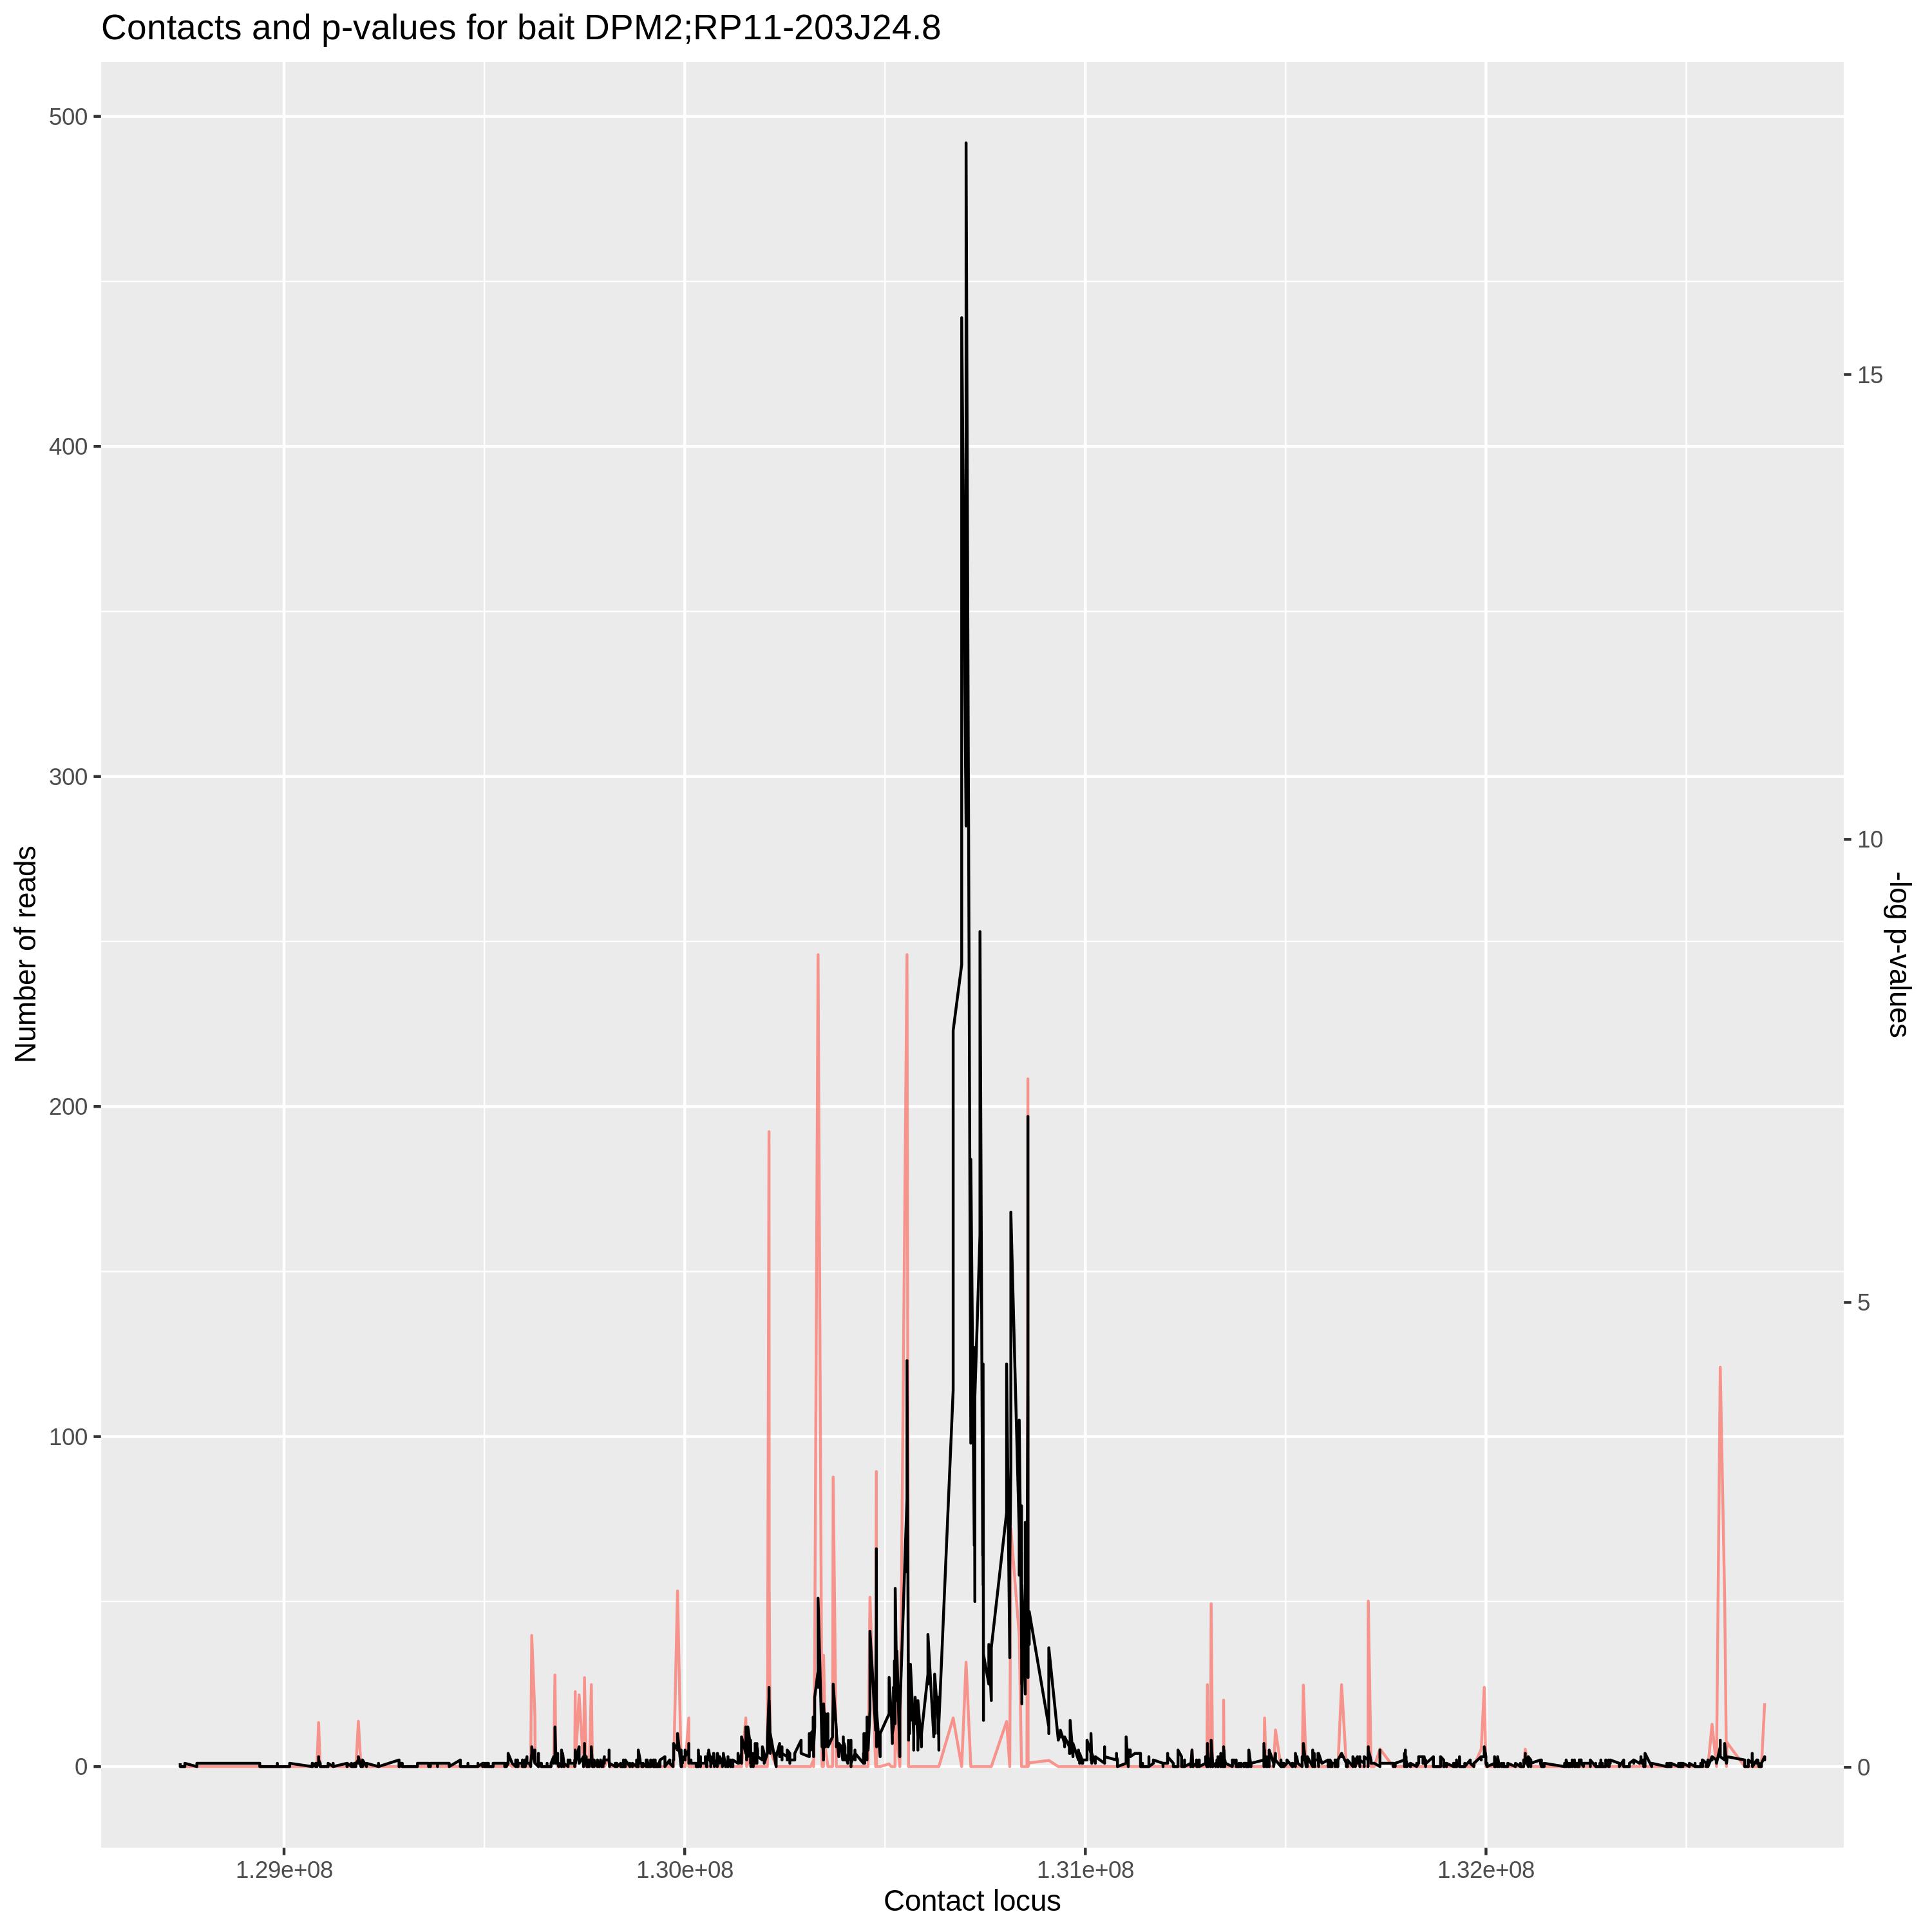 Contacts and p-values for bait DPM2;RP11-203J24.8
500
400
300
200
100
0
Number of reads
15
10
5
0
-log p-values
1.29e+08
1.30e+08
1.31e+08
1.32e+08
Contact locus